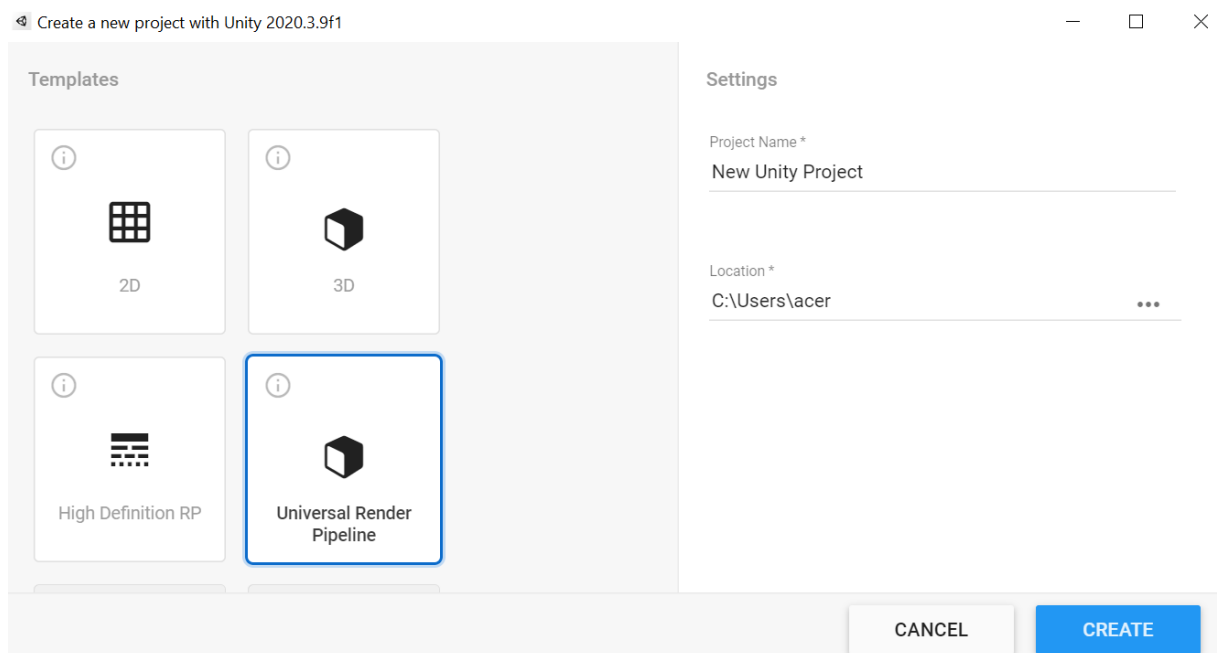 Create a new project with Unity 2020.3.9f1
Templates
2D
3D
High Definition RP
Universal Render
Pipeline
Settings
Project Name *
New Unity Project
Location *
C:\Users\acer
CANCEL
CREATE